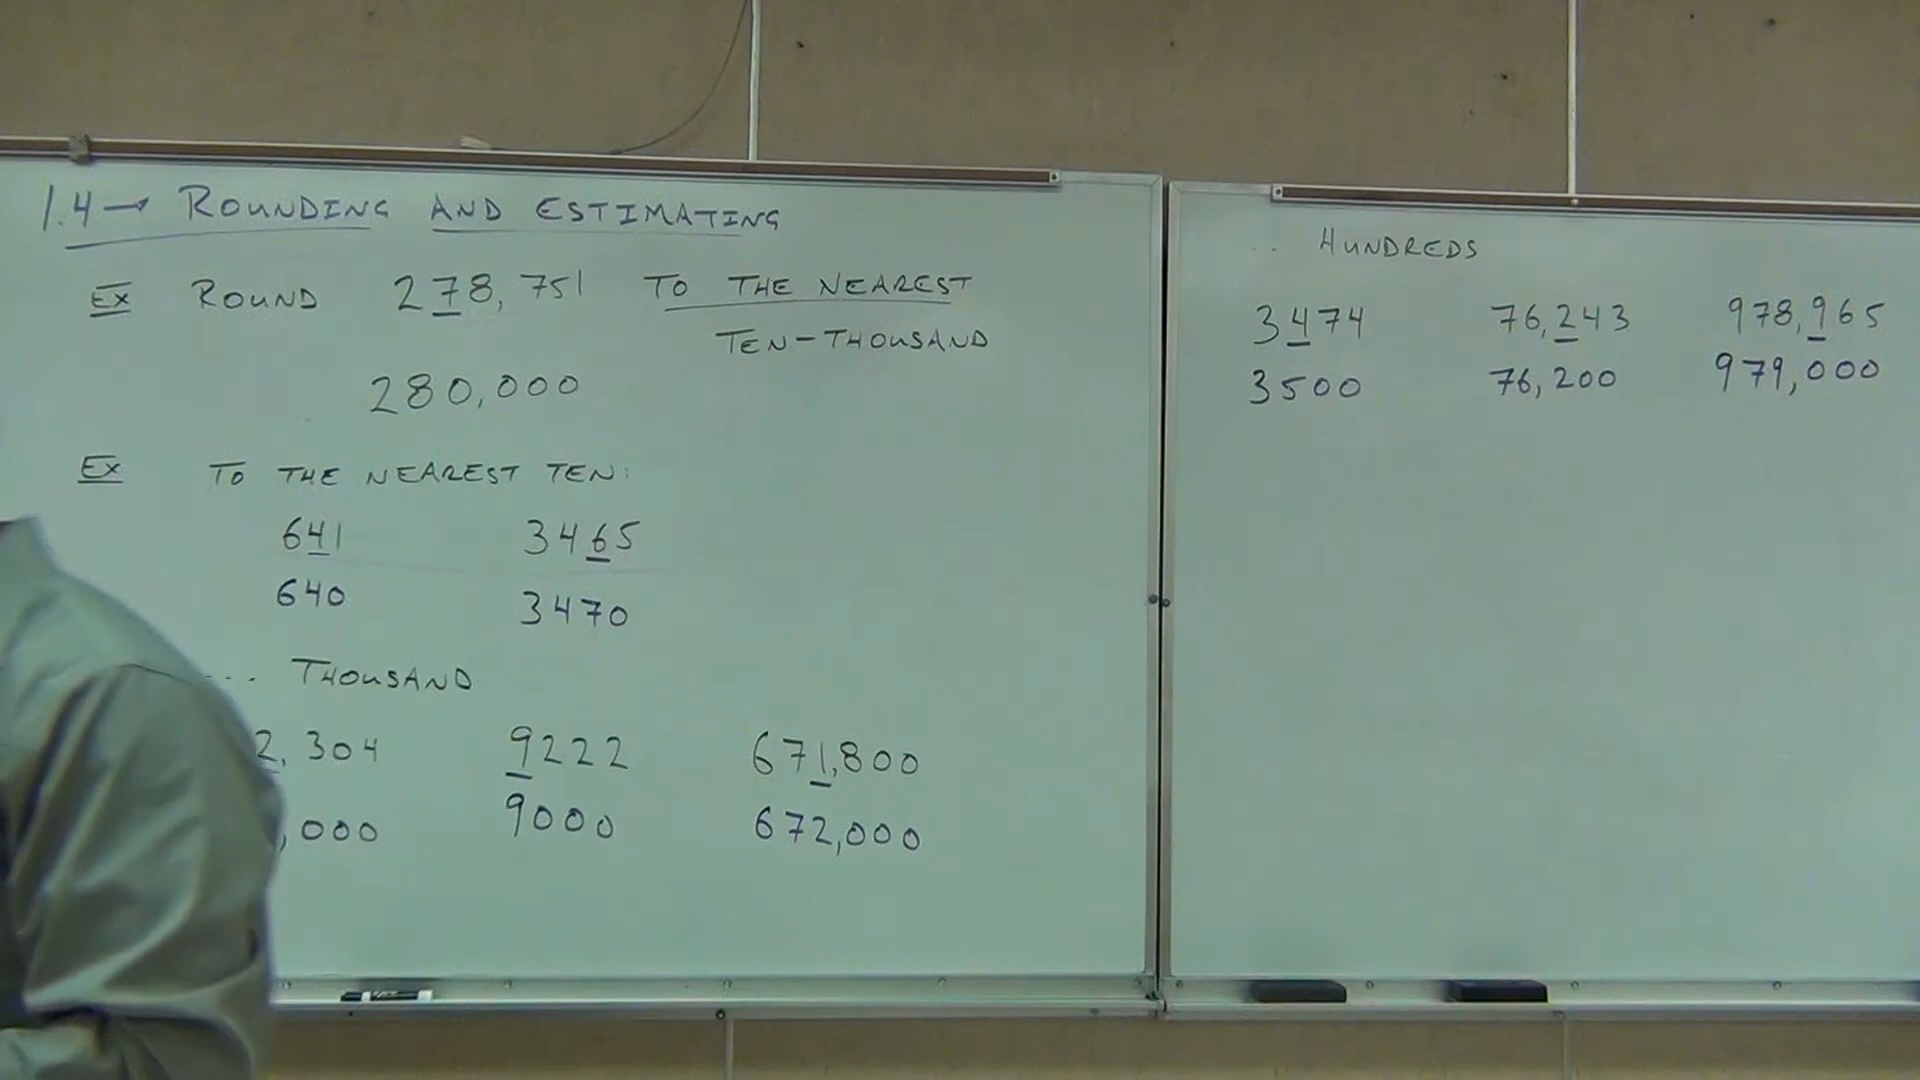 1.4 → ROUNDING AND ESTIMATING
EX ROUND 278,751 TO THE NEAREST
TEN-THOUSAND
280,000
EX TO THE NEAREST TEN:
641 3465
640 3470
... THOUSAND
2,304 9222 671,800
,000 9000 672,000
.. HUNDREDS
3474 76,243 978,965
3500 76,200 979,000